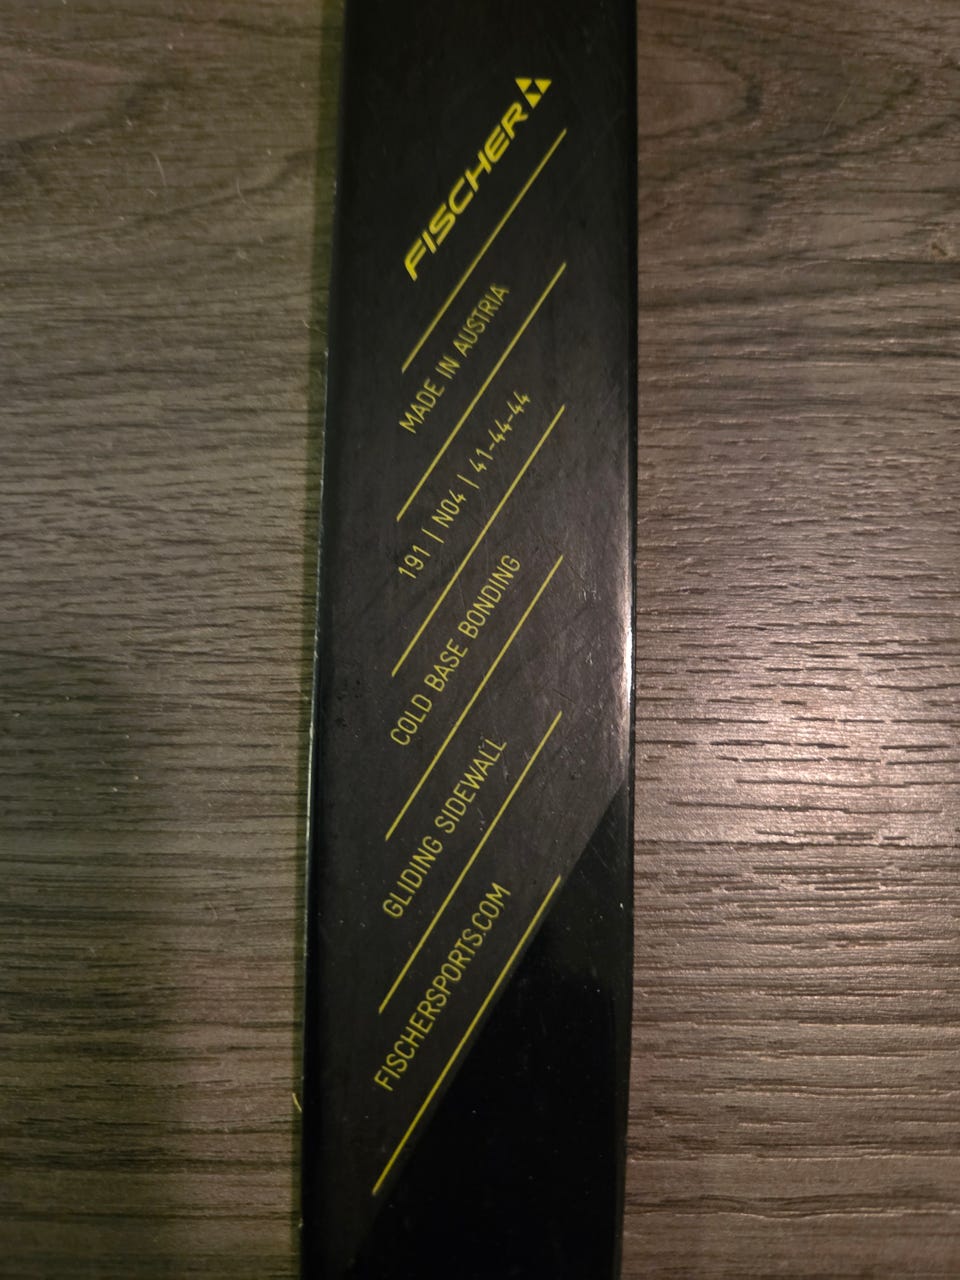 FISCHER
MADE IN AUSTRIA
191 | N04 | 41-44-44
COLD BASE BONDING
GLIDING SIDEWALL
FISCHERSPORTS.COM